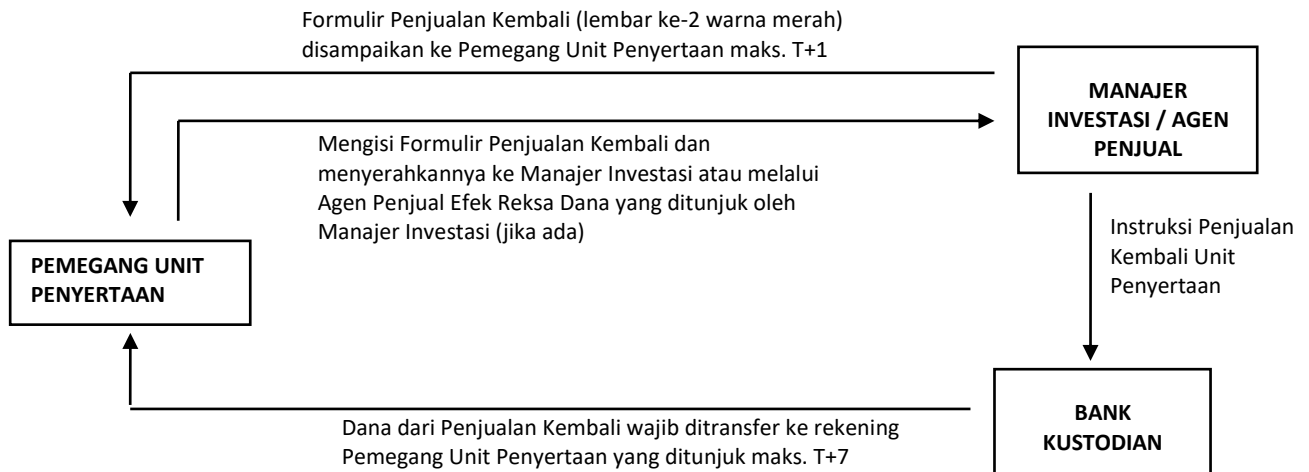 Formulir Penjualan Kembali (lembar ke-2 warna merah)
disampaikan ke Pemegang Unit Penyertaan maks. T+1
MANAJER
INVESTASI / AGEN
PENJUAL
Mengisi Formulir Penjualan Kembali dan
menyerahkannya ke Manajer Investasi atau melalui
Agen Penjual Efek Reksa Dana yang ditunjuk oleh
Manajer Investasi (jika ada)
Instruksi Penjualan
Kembali Unit
Penyertaan
PEMEGANG UNIT
PENYERTAAN
BANK
KUSTODIAN
Dana dari Penjualan Kembali wajib ditransfer ke rekening
Pemegang Unit Penyertaan yang ditunjuk maks. T+7